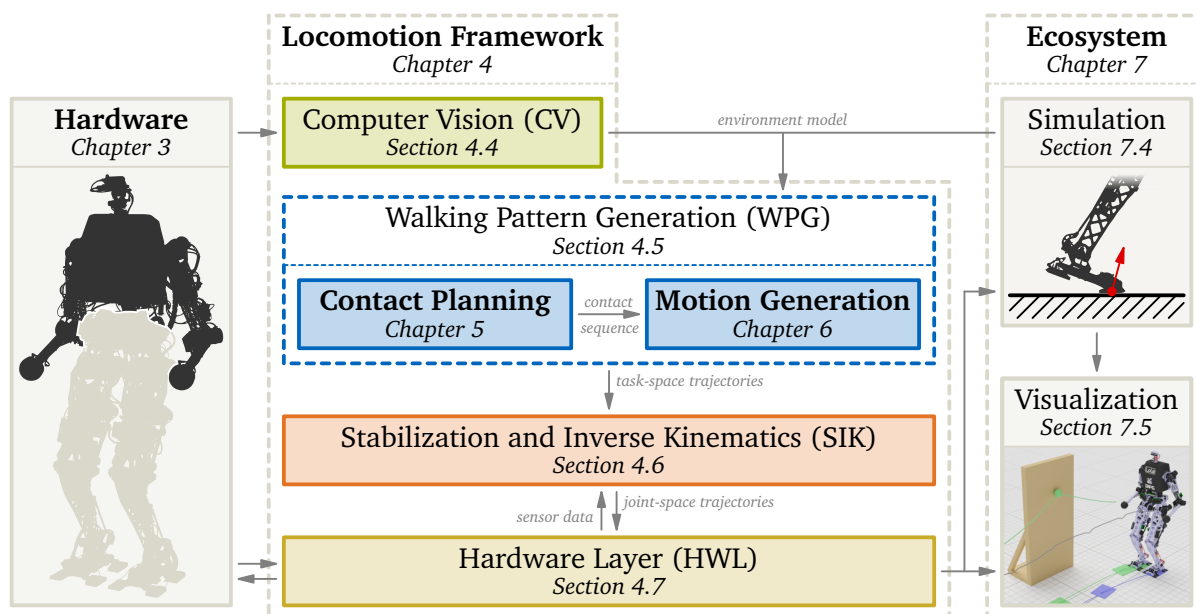 Locomotion Framework
Chapter 4
Ecosystem
Chapter 7
Hardware
Chapter 3
Computer Vision (CV)
Section 4.4
environment model
Simulation
Section 7.4
Walking Pattern Generation (WPG)
Section 4.5
Contact Planning
Chapter 5
contact
sequence
Motion Generation
Chapter 6
task-space trajectories
Visualization
Section 7.5
Stabilization and Inverse Kinematics (SIK)
Section 4.6
sensor data
joint-space trajectories
Hardware Layer (HWL)
Section 4.7